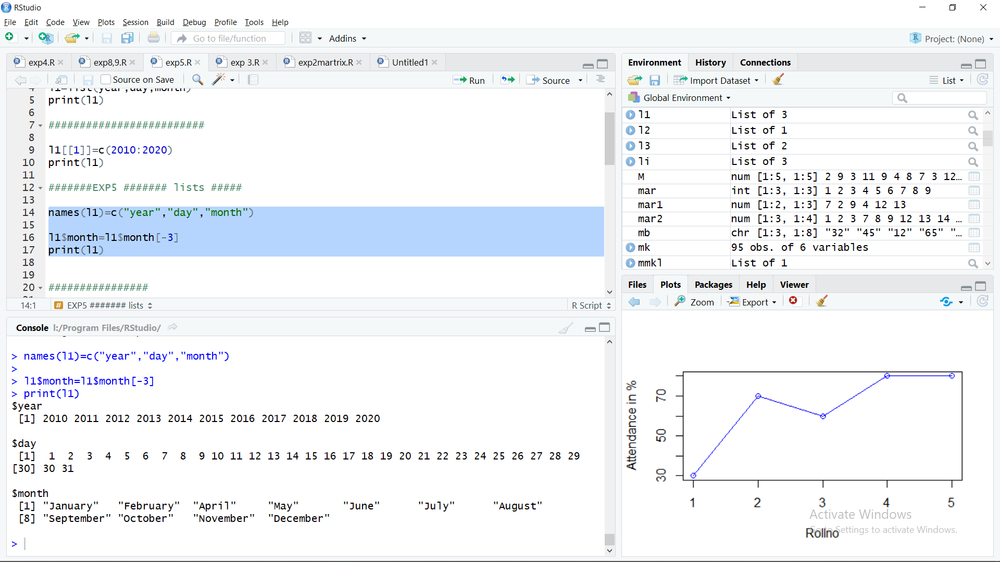 RStudio
File Edit Code View Plots Session Build Debug Profile Tools Help
Go to file/function Addins Project: (None)
exp4.R exp8,9.R exp5.R exp 3.R exp2martrix.R Untitled1
Source on Save Run Source
4 l1=list(year,day,month)
5 print(l1)
6
7 #########################
8
9 l1[[1]]=c(2010:2020)
10 print(l1)
11
12 #######EXP5 ####### lists #####
13
14 names(l1)=c("year","day","month")
15
16 l1$month=l1$month[-3]
17 print(l1)
18
19
20 ################
14:1 # EXP5 ####### lists R Script
Console I:/Program Files/RStudio/
> names(l1)=c("year","day","month")
>
> l1$month=l1$month[-3]
> print(l1)
$year
[1] 2010 2011 2012 2013 2014 2015 2016 2017 2018 2019 2020
$day
[1] 1 2 3 4 5 6 7 8 9 10 11 12 13 14 15 16 17 18 19 20 21 22 23 24 25 26 27 28 29
[30] 30 31
$month
[1] "January" "February" "April" "May" "June" "July" "August"
[8] "September" "October" "November" "December"
>
Environment History Connections
Import Dataset List
Global Environment
l1 List of 3
l2 List of 1
l3 List of 2
li List of 3
M num [1:5, 1:5] 2 9 3 11 9 4 8 7 3 12...
mar int [1:3, 1:3] 1 2 3 4 5 6 7 8 9
mar1 num [1:2, 1:3] 7 2 9 4 12 13
mar2 num [1:3, 1:4] 1 2 3 7 8 9 12 13 14 ...
mb chr [1:3, 1:8] "32" "45" "12" "65" "...
mk 95 obs. of 6 variables
mmkl List of 1
Files Plots Packages Help Viewer
Zoom Export
Attendance in %
70
50
30
1 2 3 4 5
Rollno
Activate Windows
Go to Settings to activate Windows.